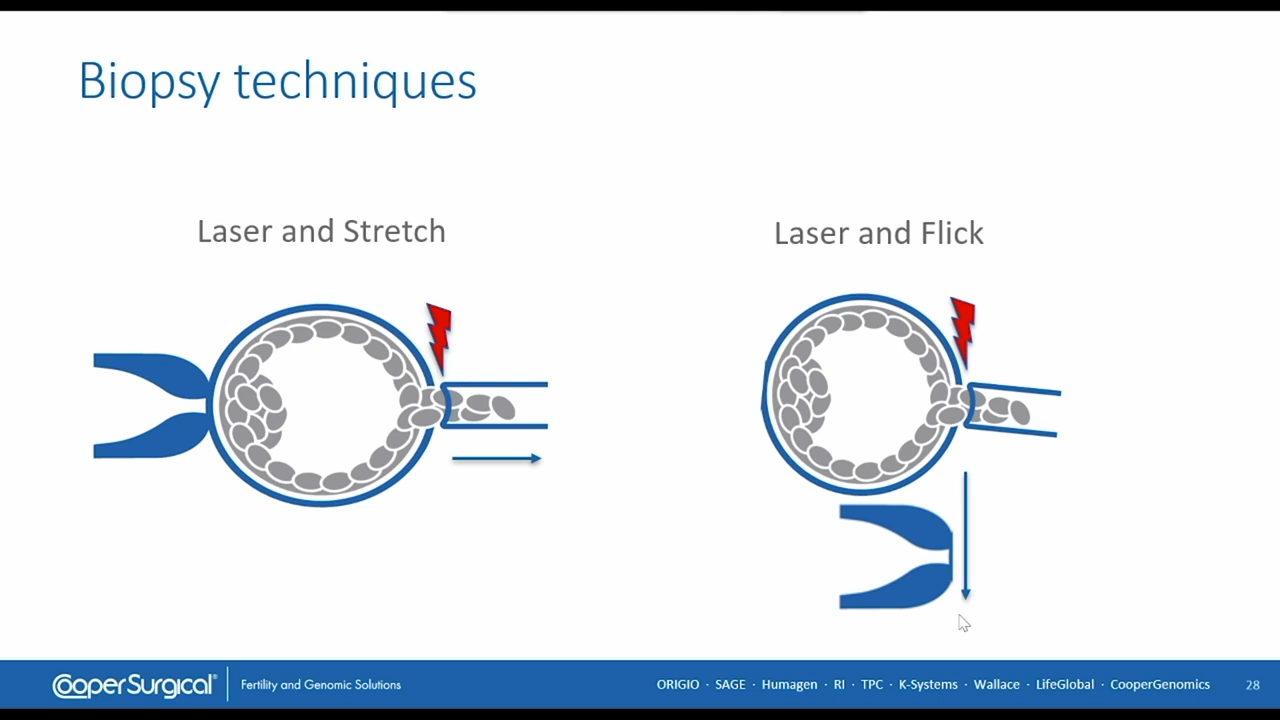 Biopsy techniques
Laser and Stretch
Laser and Flick
CooperSurgical® Fertility and Genomic Solutions ORIGIO · SAGE · Humagen · RI · TPC · K-Systems · Wallace · LifeGlobal · CooperGenomics 28